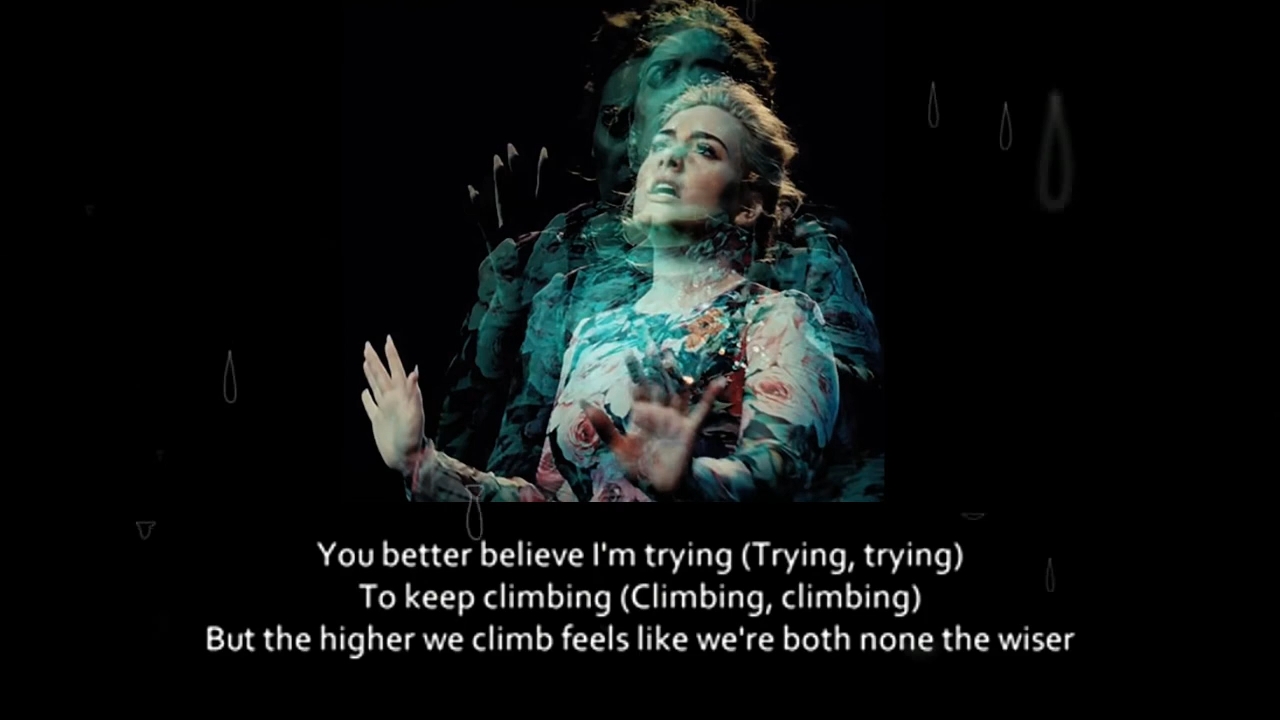 You better believe I'm trying (Trying, trying)
To keep climbing (Climbing, climbing)
But the higher we climb feels like we're both none the wiser